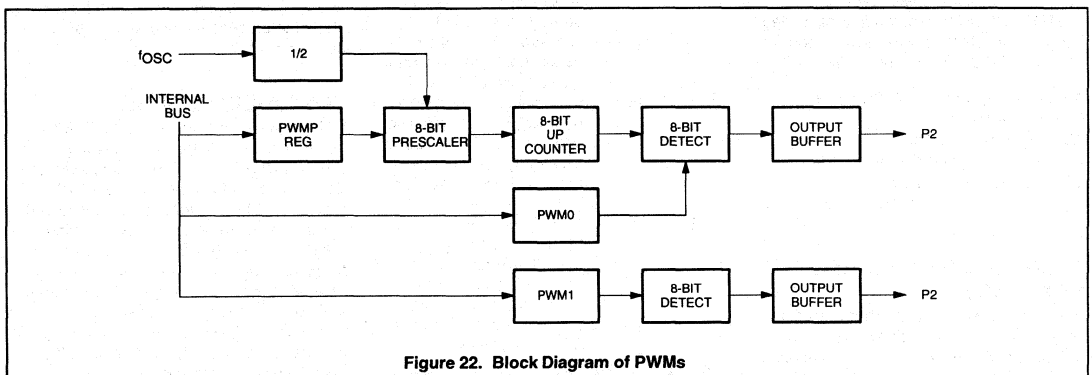 fOSC
1/2
INTERNAL
BUS
PWMP
REG
8-BIT
PRESCALER
8-BIT
UP
COUNTER
8-BIT
DETECT
OUTPUT
BUFFER
P2
PWM0
PWM1
8-BIT
DETECT
OUTPUT
BUFFER
P2
Figure 22. Block Diagram of PWMs